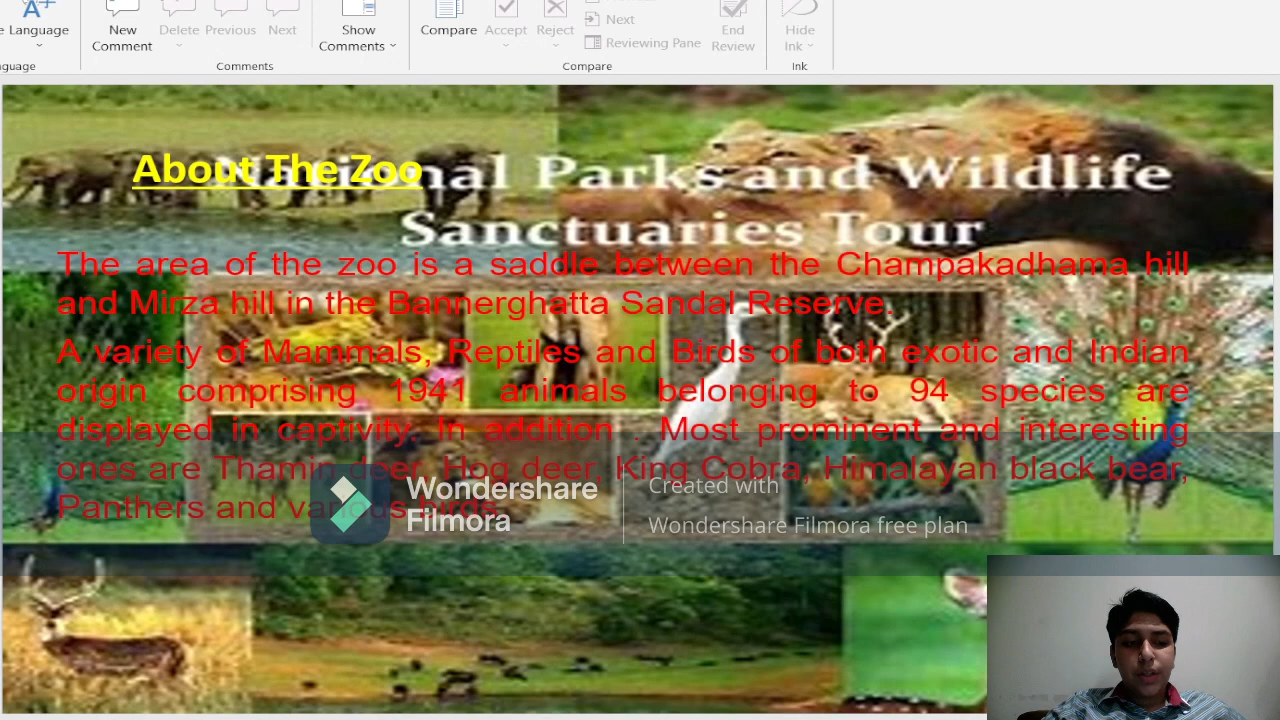 Language
New Comment
Delete
Previous
Next
Show Comments
Compare
Accept
Reject
Next
Reviewing Pane
End Review
Hide Ink
guage
Comments
Compare
Ink
About The Zoo
nal Parks and Wildlife
Sanctuaries Tour
The area of the zoo is a saddle between the Champakadhama hill
and Mirza hill in the Bannerghatta Sandal Reserve.
A variety of Mammals, Reptiles and Birds of both exotic and Indian
origin comprising 1941 animals belonging to 94 species are
displayed in captivity. In addition . Most prominent and interesting
ones are Thamin deer, Hog deer, King Cobra, Himalayan black bear,
Panthers and various birds.
Wondershare
Filmora
Created with
Wondershare Filmora free plan